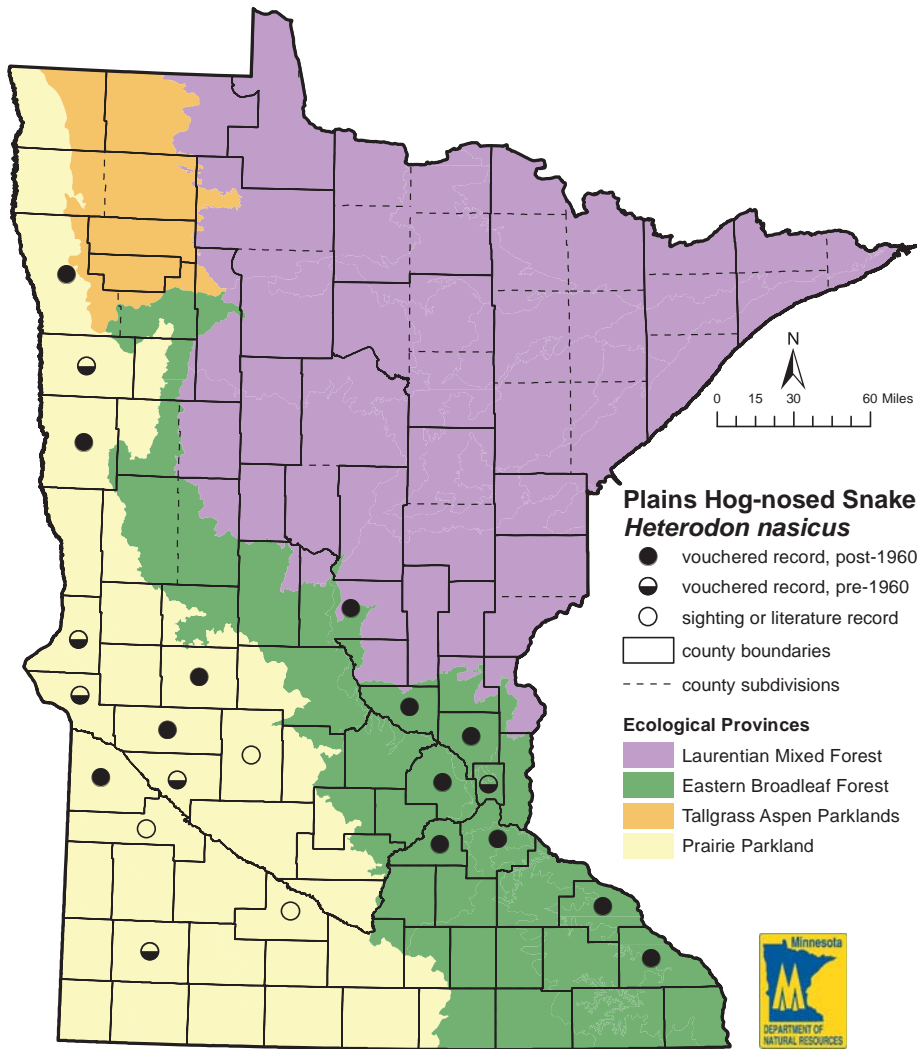 N
0 15 30 60 Miles
Plains Hog-nosed Snake
Heterodon nasicus
vouchered record, post-1960
vouchered record, pre-1960
sighting or literature record
county boundaries
county subdivisions
Ecological Provinces
Laurentian Mixed Forest
Eastern Broadleaf Forest
Tallgrass Aspen Parklands
Prairie Parkland
Minnesota
M
DEPARTMENT OF
NATURAL RESOURCES